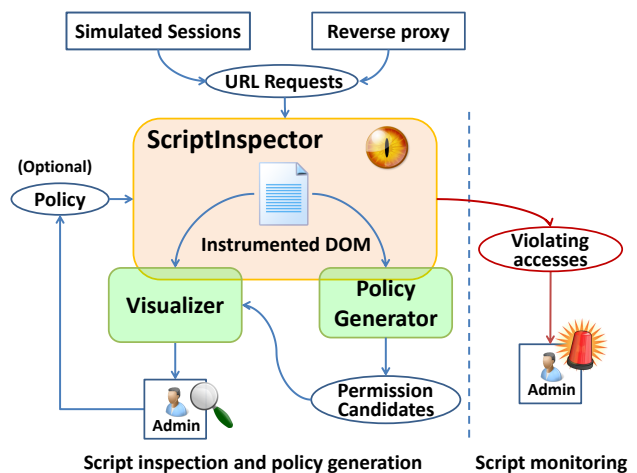 Simulated Sessions
Reverse proxy
URL Requests
ScriptInspector
(Optional)
Policy
Instrumented DOM
Violating
accesses
Visualizer
Policy
Generator
Admin
Permission
Candidates
Admin
Script inspection and policy generation
Script monitoring